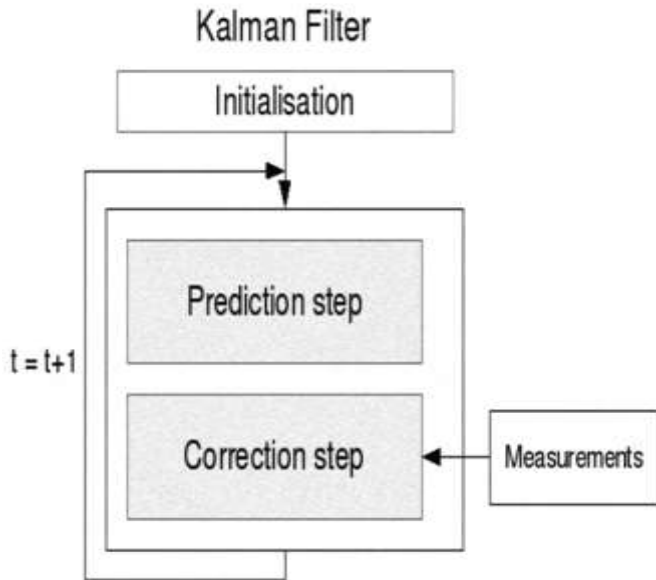 Kalman Filter
Initialisation
Prediction step
t = t+1
Correction step
Measurements